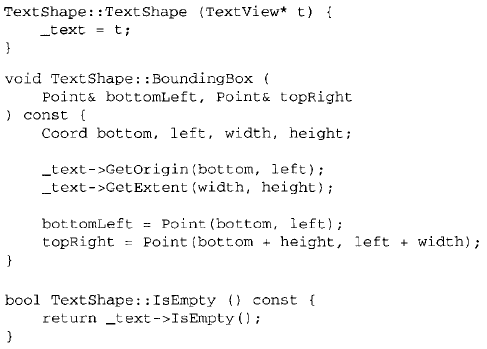 TextShape::TextShape (TextView* t) {
    _text = t;
}
void TextShape::BoundingBox (
    Point& bottomLeft, Point& topRight
) const {
    Coord bottom, left, width, height;
    _text->GetOrigin(bottom, left);
    _text->GetExtent(width, height);
    bottomLeft = Point(bottom, left);
    topRight = Point(bottom + height, left + width);
}
bool TextShape::IsEmpty () const {
    return _text->IsEmpty();
}